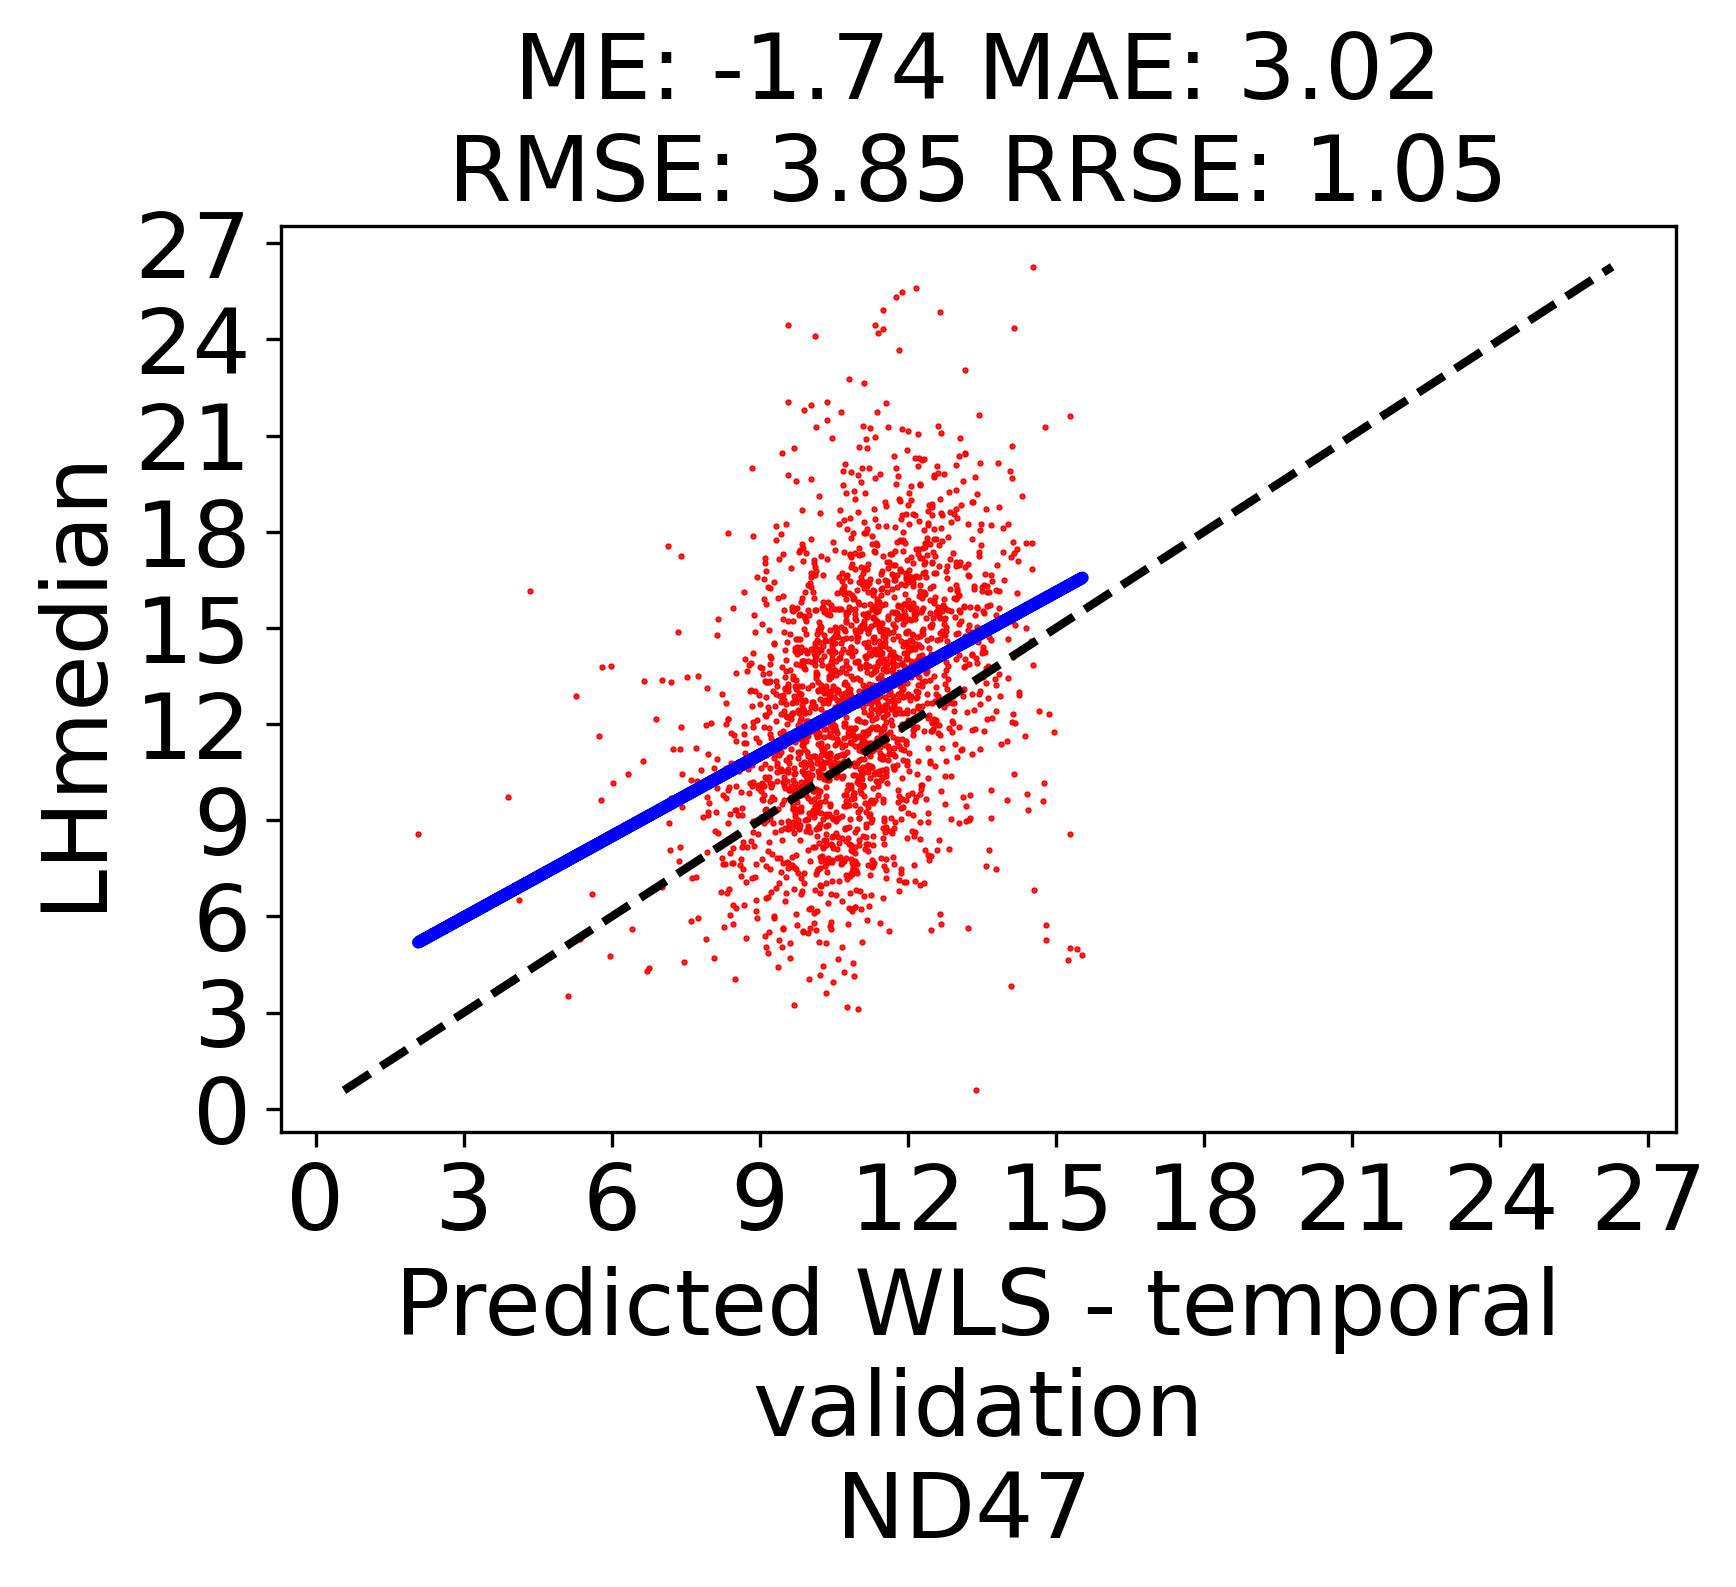 ME: -1.74 MAE: 3.02
RMSE: 3.85 RRSE: 1.05
27
24
21
18
15
12
9
6
3
0
LHmedian
0 3 6 9 12 15 18 21 24 27
Predicted WLS - temporal
validation
ND47